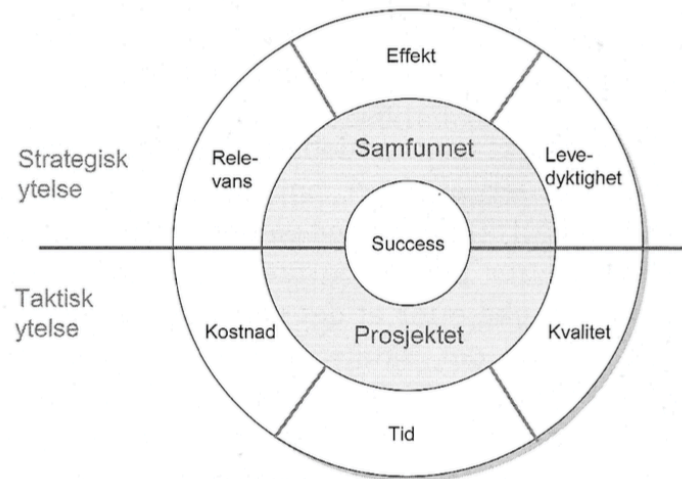 Effekt
Strategisk
ytelse
Rele-
vans
Samfunnet
Leve-
dyktighet
Success
Taktisk
ytelse
Kostnad
Prosjektet
Kvalitet
Tid